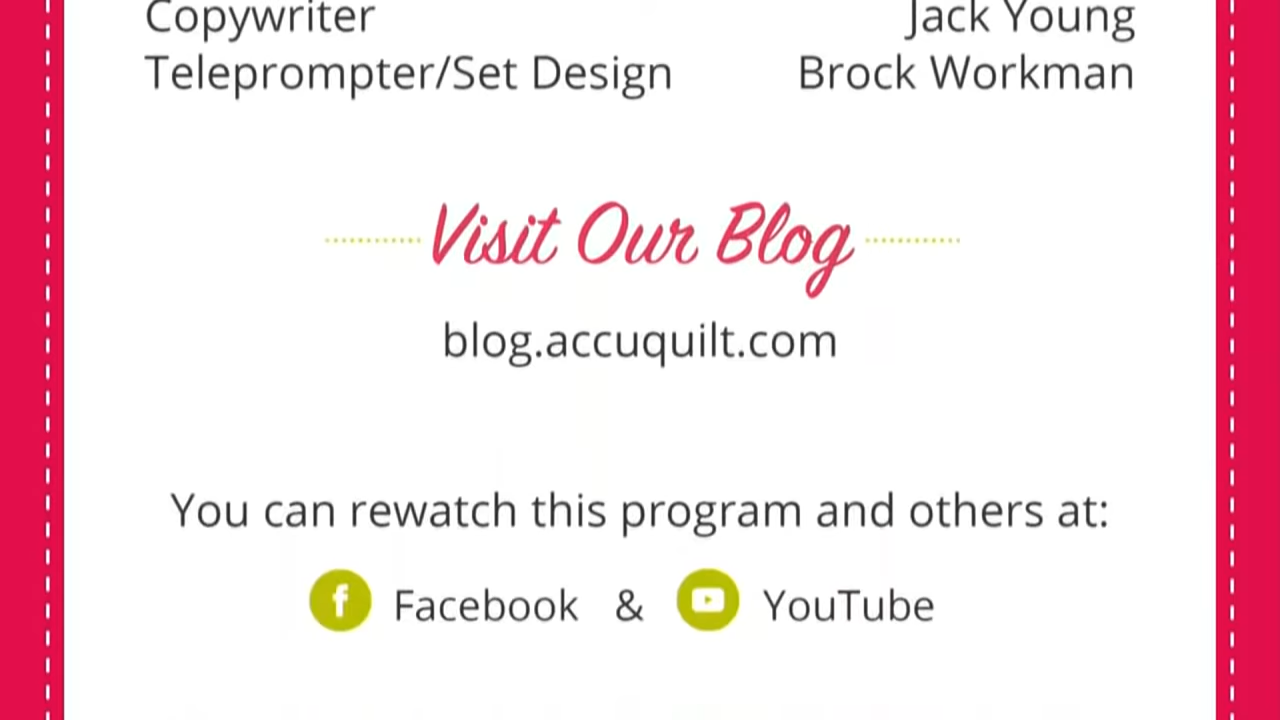 Copywriter Jack Young
Teleprompter/Set Design Brock Workman
Visit Our Blog
blog.accuquilt.com
You can rewatch this program and others at:
Facebook & YouTube